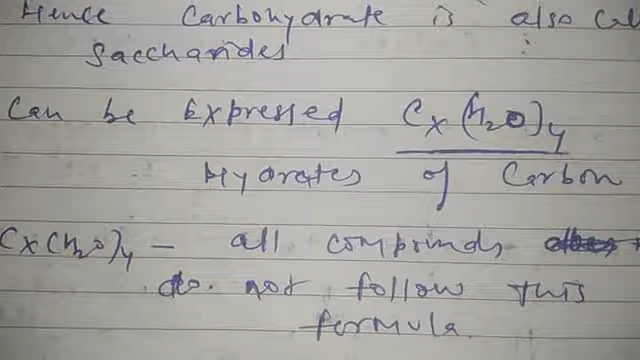 Hence Carbohydrate is also
Saccharides
Can be Expressed Cx(H2O)y
Hydrates of Carbon
Cx(H2O)y - all compounds
do not follow this
formula